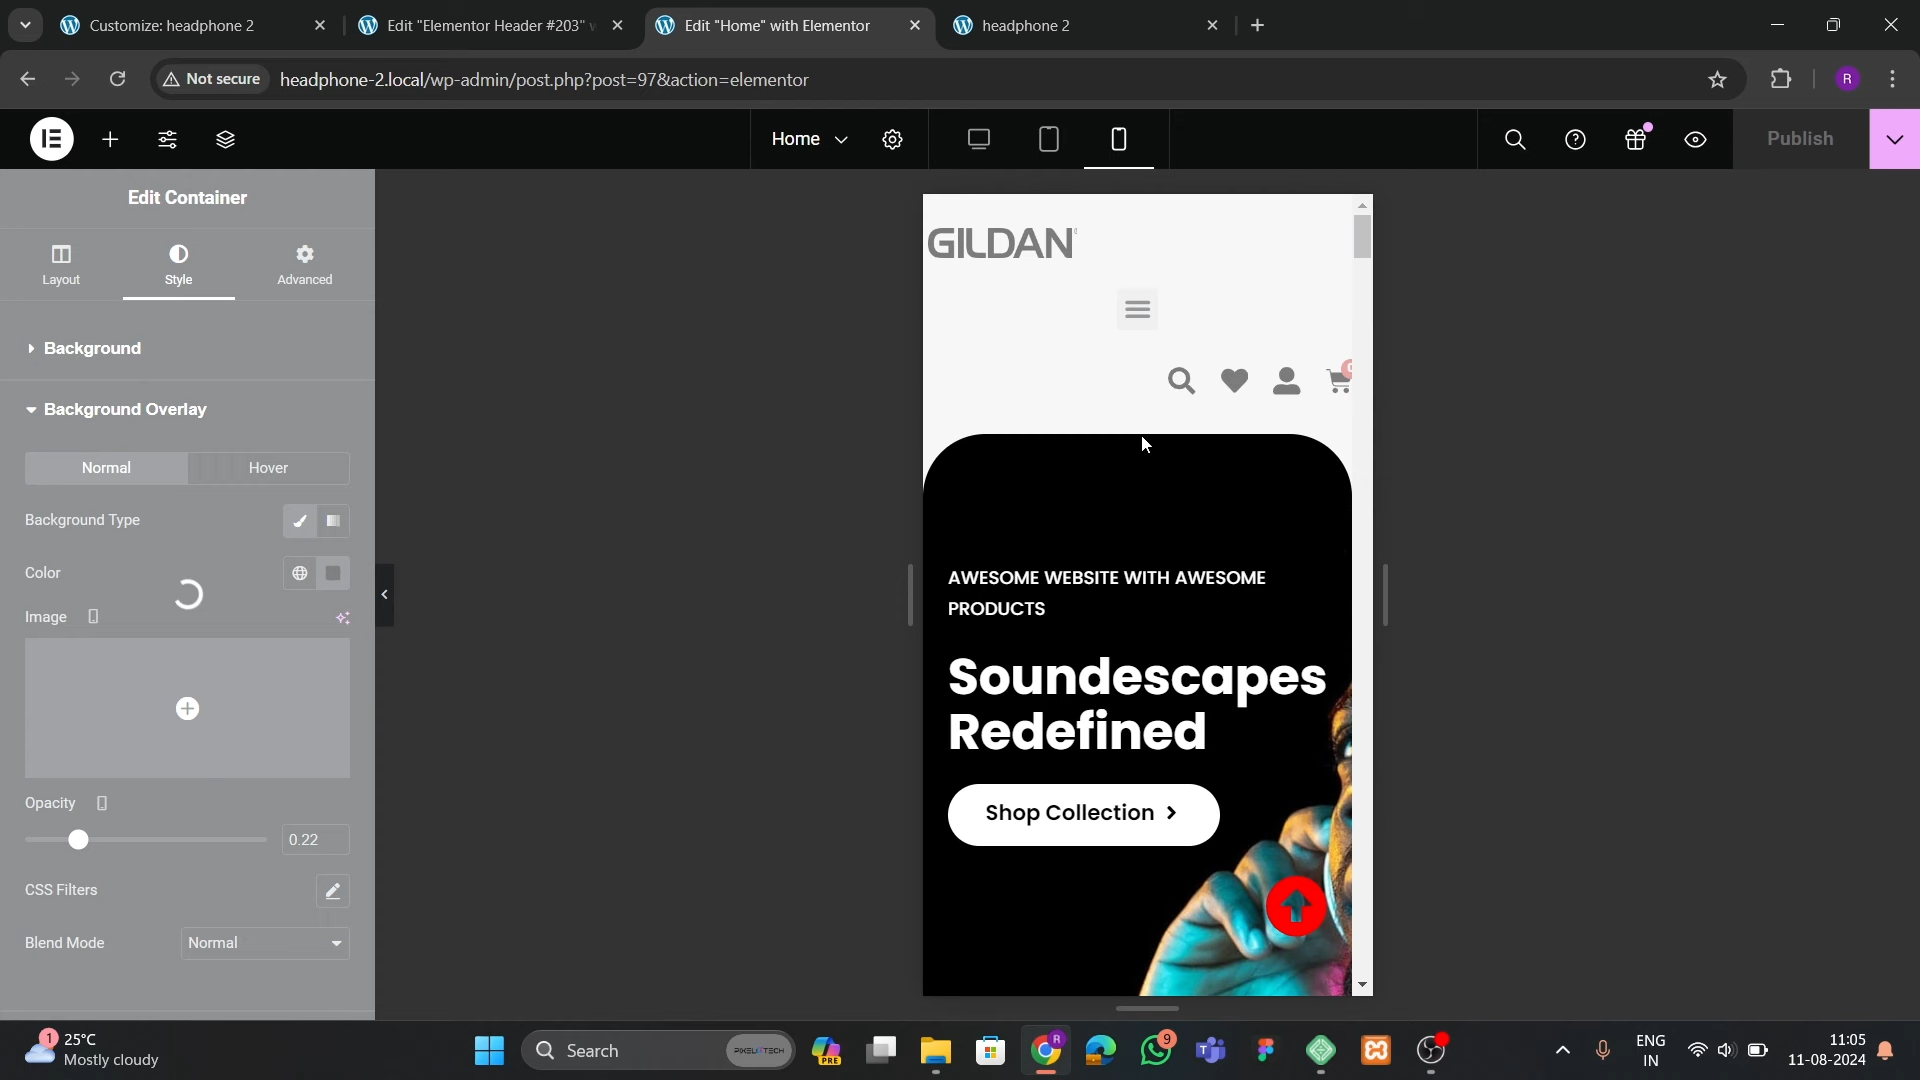 Customize: headphone 2
Edit "Elementor Header #203"
Edit "Home" with Elementor
headphone 2
Not secure
headphone-2.local/wp-admin/post.php?post=97&action=elementor
R
Home
Publish
Edit Container
Layout
Style
Advanced
Background
Background Overlay
Normal
Hover
Background Type
Color
Image
Opacity
0.22
CSS Filters
Blend Mode
Normal
GILDAN
AWESOME WEBSITE WITH AWESOME
PRODUCTS
Soundescapes
Redefined
Shop Collection
1
25°C
Mostly cloudy
Search
PRE
R
9
ENG
IN
11:05
11-08-2024